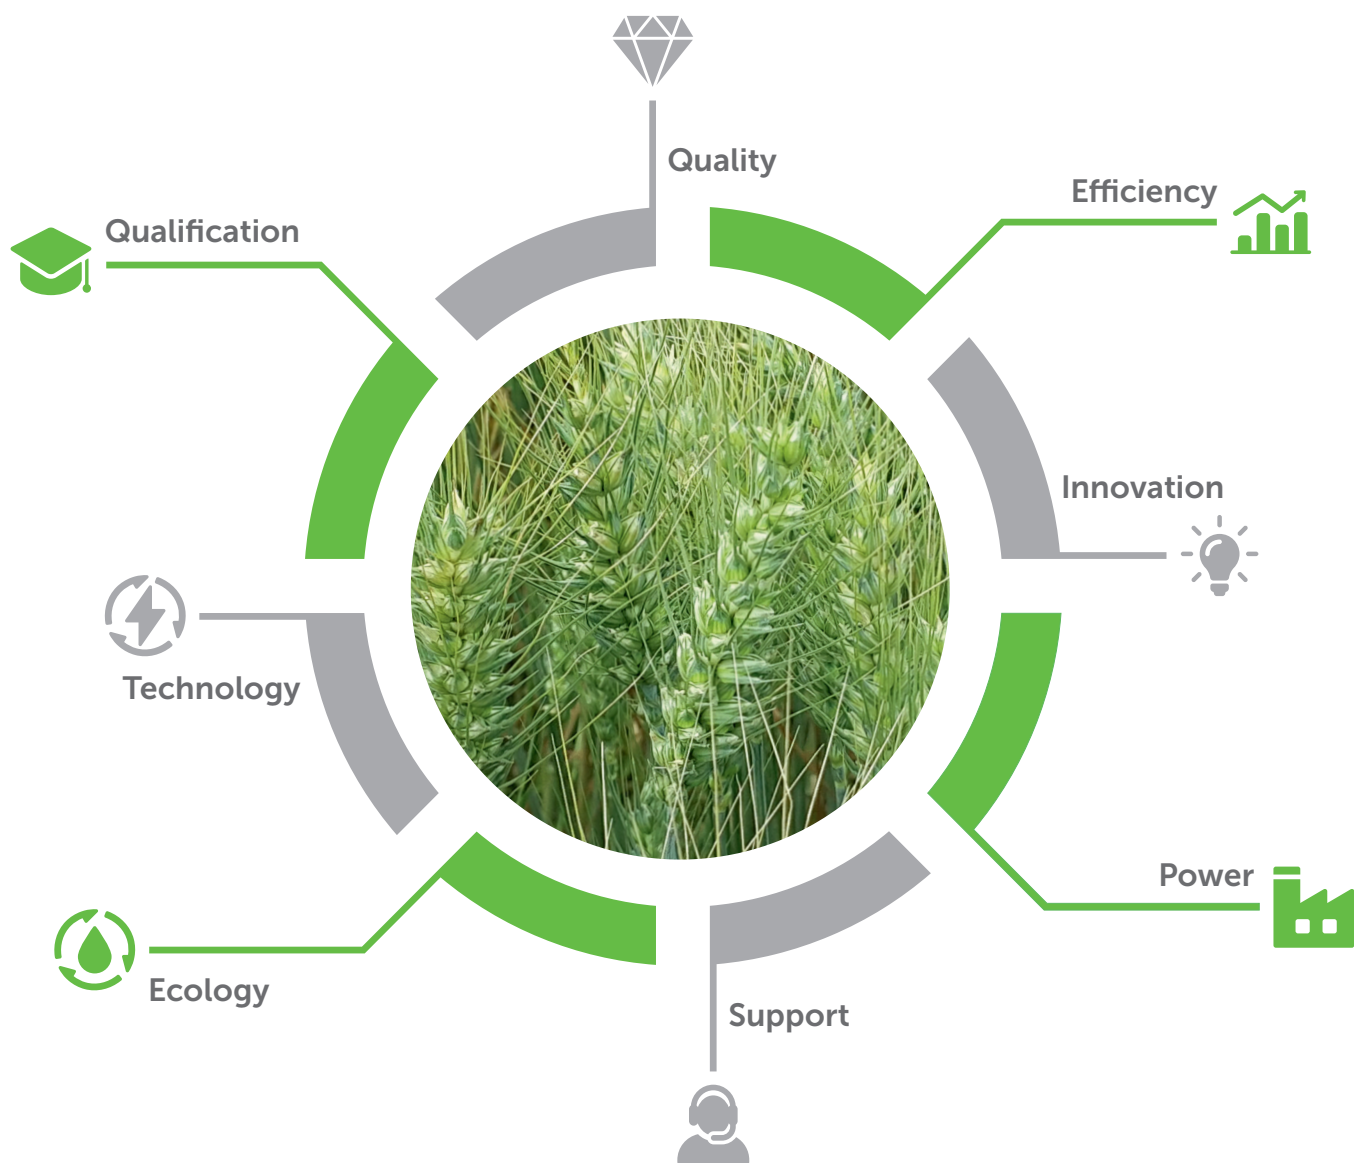 Quality
Efficiency
Qualification
Innovation
Technology
Power
Ecology
Support